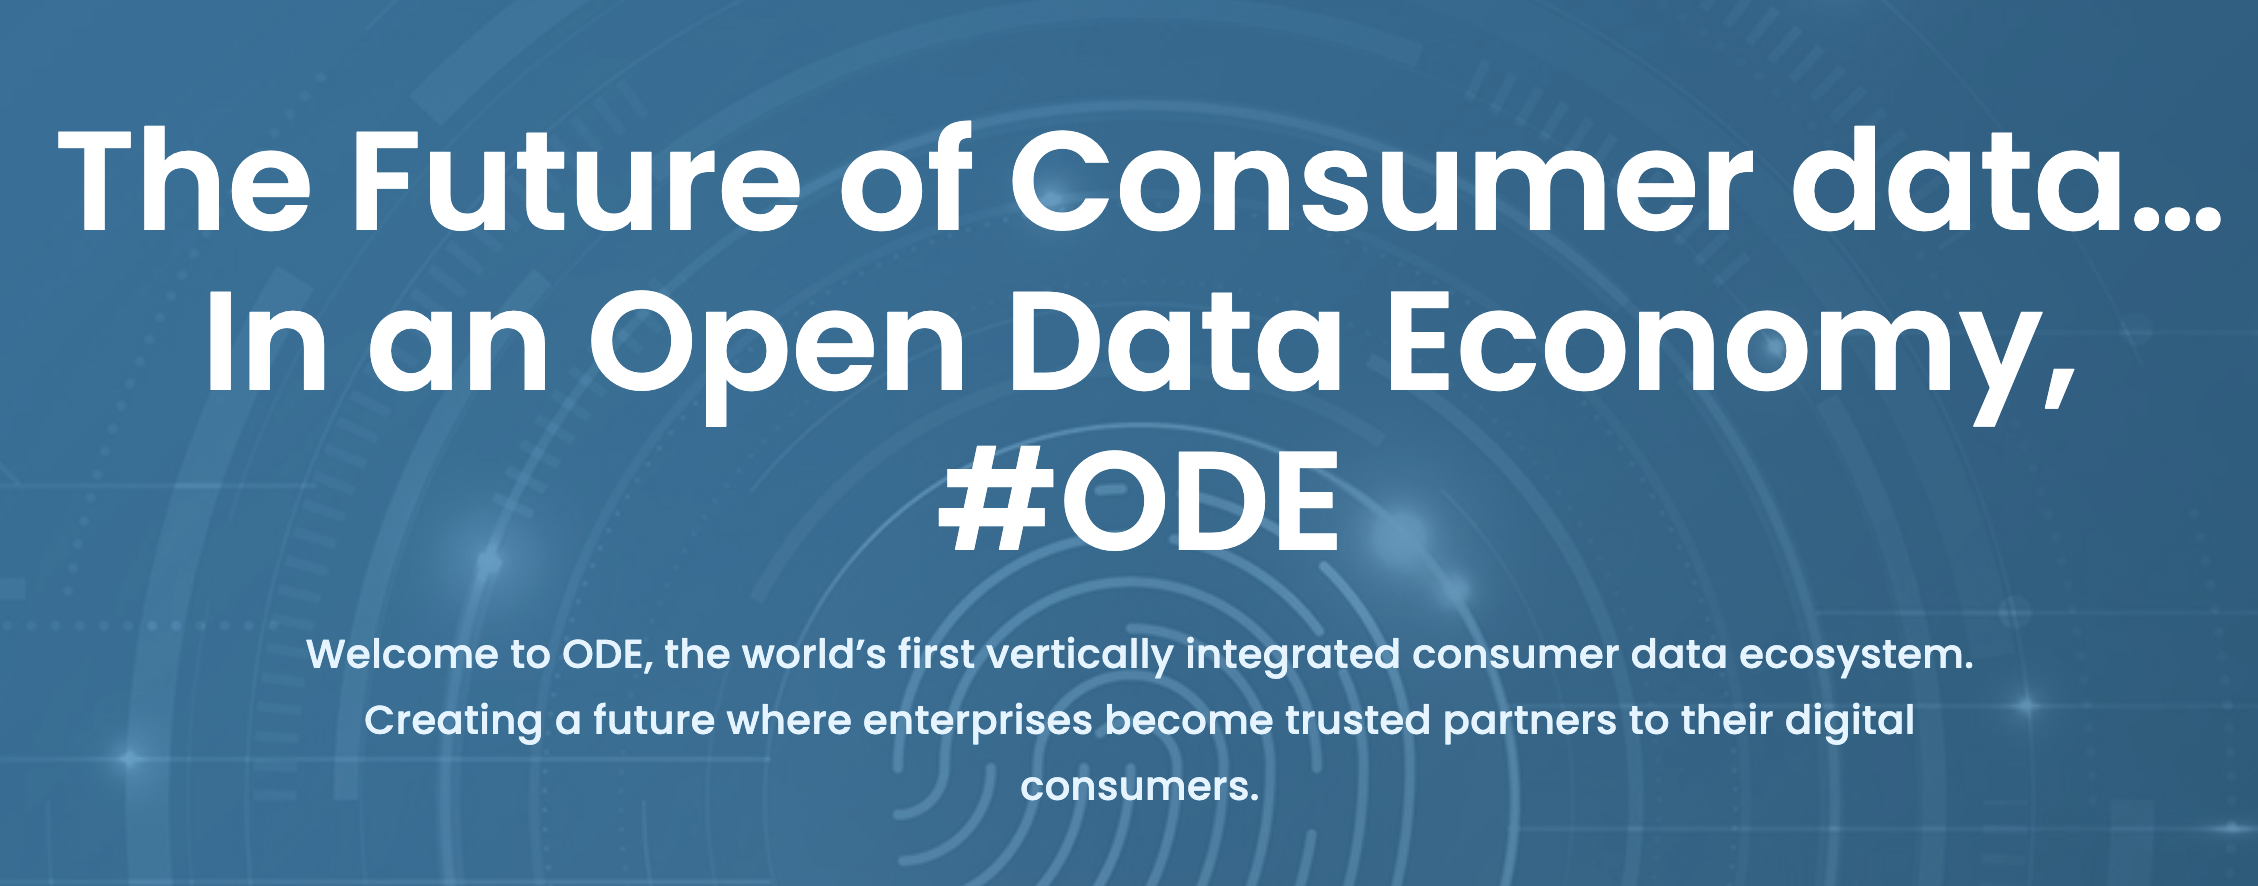 The Future of Consumer data...
In an Open Data Economy,
#ODE
Welcome to ODE, the world’s first vertically integrated consumer data ecosystem.
Creating a future where enterprises become trusted partners to their digital
consumers.